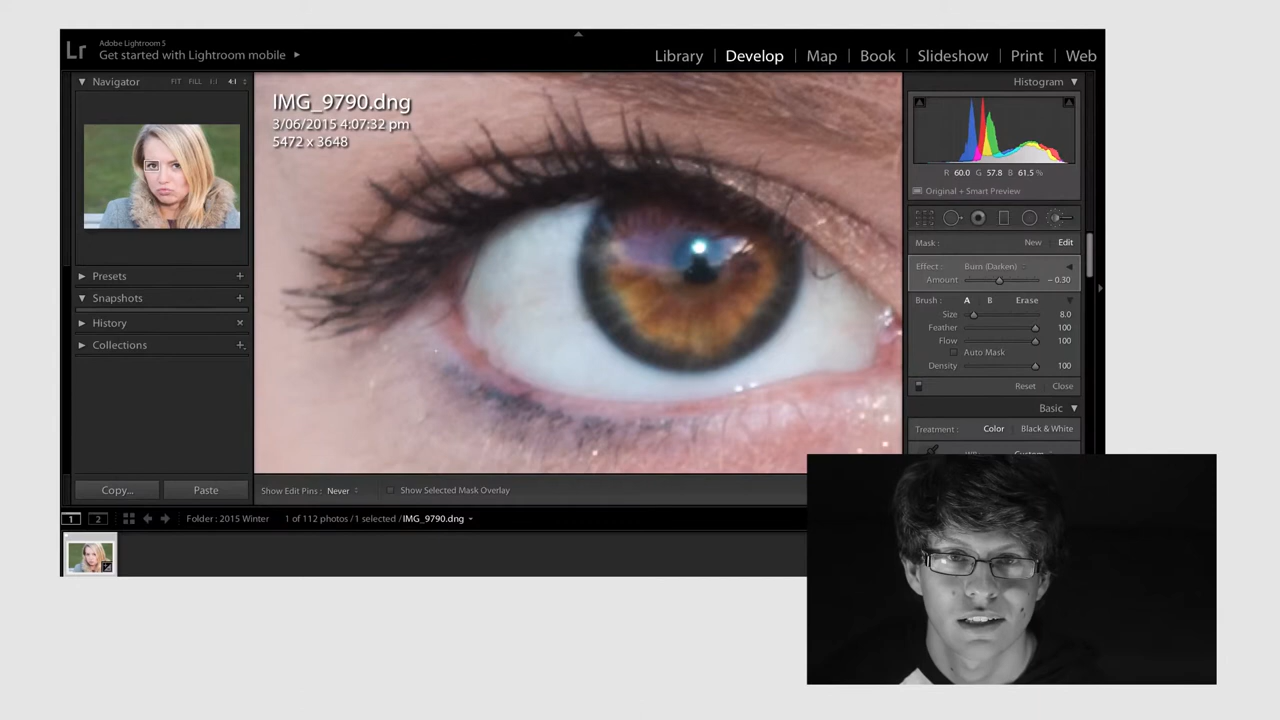 Lr
Adobe Lightroom 5
Get started with Lightroom mobile
Library | Develop | Map | Book | Slideshow | Print | Web
Navigator FIT FILL 1:1 4:1
IMG_9790.dng
3/06/2015 4:07:32 pm
5472 x 3648
Presets
Snapshots
History
Collections
Copy... Paste
Histogram
R 60.0 G 57.8 B 61.5 %
Original + Smart Preview
Mask : New Edit
Effect : Burn (Darken)
Amount – 0.30
Brush : A B Erase
Size 8.0
Feather 100
Flow 100
Auto Mask
Density 100
Reset Close
Basic
Treatment : Color Black & White
Show Edit Pins : Never Show Selected Mask Overlay
1 2 Folder : 2015 Winter 1 of 112 photos /1 selected /IMG_9790.dng